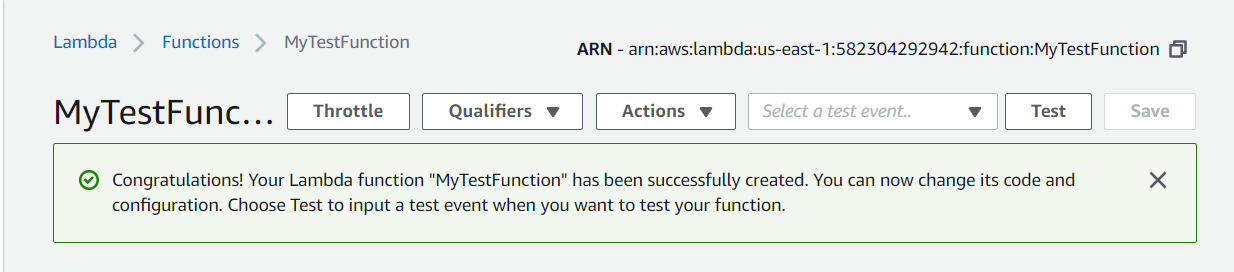 Lambda > Functions > MyTestFunction
ARN - arn:aws:lambda:us-east-1:582304292942:function:MyTestFunction
MyTestFunc... Throttle Qualifiers Actions Select a test event.. Test Save
Congratulations! Your Lambda function "MyTestFunction" has been successfully created. You can now change its code and
configuration. Choose Test to input a test event when you want to test your function.